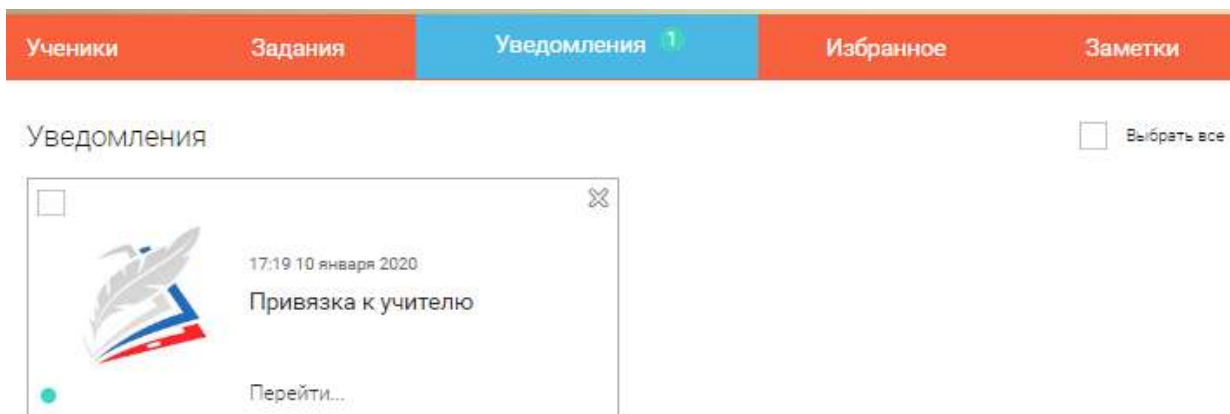 Ученики Задания Уведомления 1 Избранное Заметки
Уведомления
Выбрать все
17:19 10 января 2020
Привязка к учителю
Перейти...